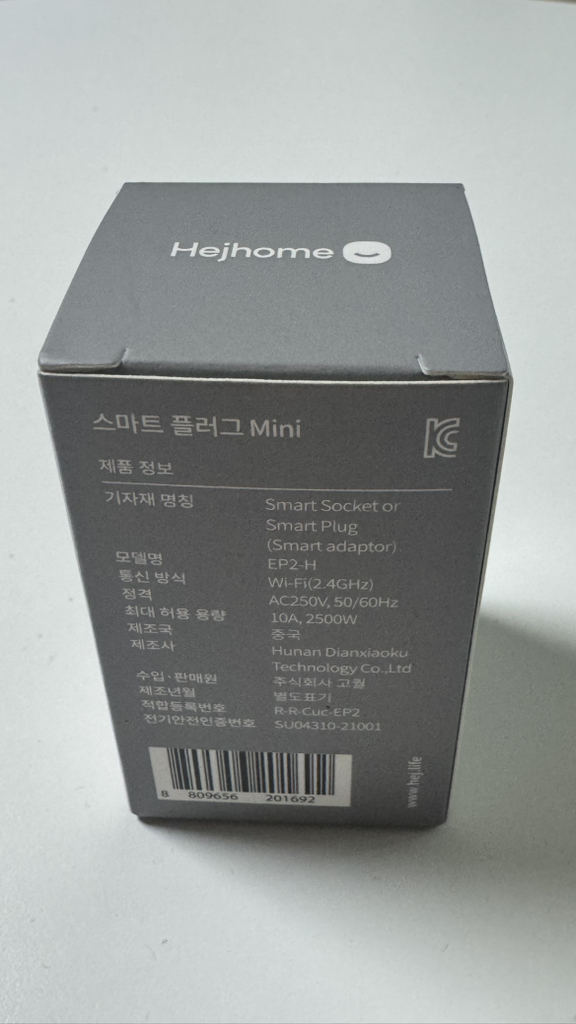 Hejhome
스마트 플러그 Mini
제품 정보
기자재 명칭 Smart Socket or
Smart Plug
(Smart adaptor)
모델명 EP2-H
통신 방식 Wi-Fi(2.4GHz)
정격 AC250V, 50/60Hz
최대 허용 용량 10A, 2500W
제조국 중국
제조사 Hunan Dianxiaoku
Technology Co.,Ltd
수입·판매원 주식회사 고퀄
제조년월 별도표기
적합등록번호 R-R-Cuc-EP2
전기안전인증번호 SU04310-21001
8 809656 201692
www.hej.life